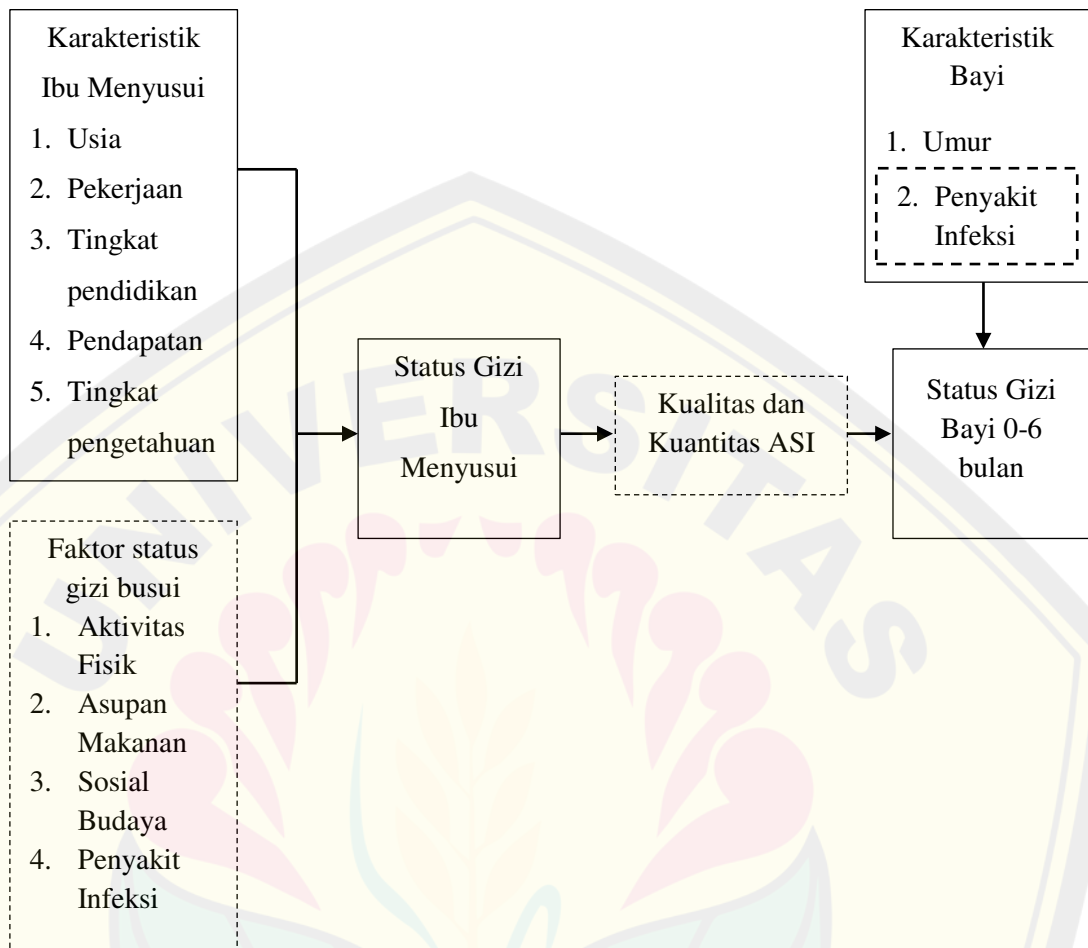 Karakteristik
Ibu Menyusui
1. Usia
2. Pekerjaan
3. Tingkat
pendidikan
4. Pendapatan
5. Tingkat
pengetahuan
Faktor status
gizi busui
1. Aktivitas
Fisik
2. Asupan
Makanan
3. Sosial
Budaya
4. Penyakit
Infeksi
Status Gizi
Ibu
Menyusui
Kualitas dan
Kuantitas ASI
Karakteristik
Bayi
1. Umur
2. Penyakit
Infeksi
Status Gizi
Bayi 0-6
bulan
UNIVERSITAS